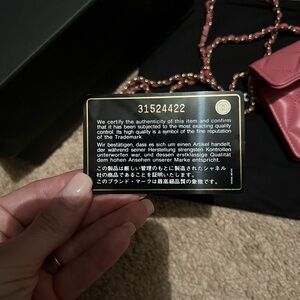 31524422
We certify the authenticity of this item and confirm
that it has been subjected to the most exacting quality
control. Its high quality is a symbol of the fine reputation
of the Trademark.
Wir bestätigen, dass es sich um einen Artikel handelt,
der während seiner Herstellung strengsten Kontrollen
unterworfen war, und dessen erstklassige Qualität
dem hohen Ansehen unserer Marke entspricht.
この製品は厳しい管理のもとに製造されたシャネル
社の商品であることを証明いたします。
このブランド・マークは最高級品質の象徴です。